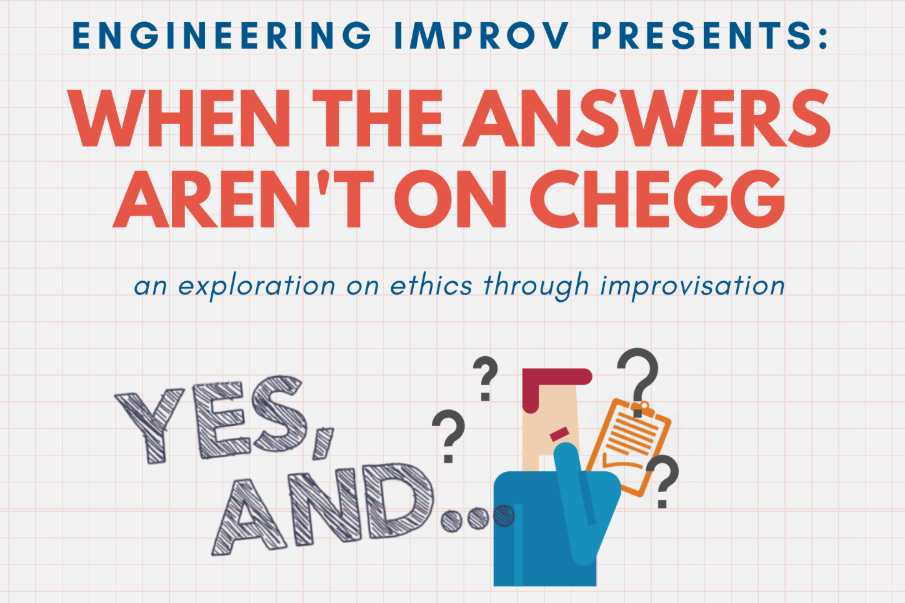 ENGINEERING IMPROV PRESENTS:
WHEN THE ANSWERS
AREN'T ON CHEGG
an exploration on ethics through improvisation
YES,
AND...
? ? ? ?